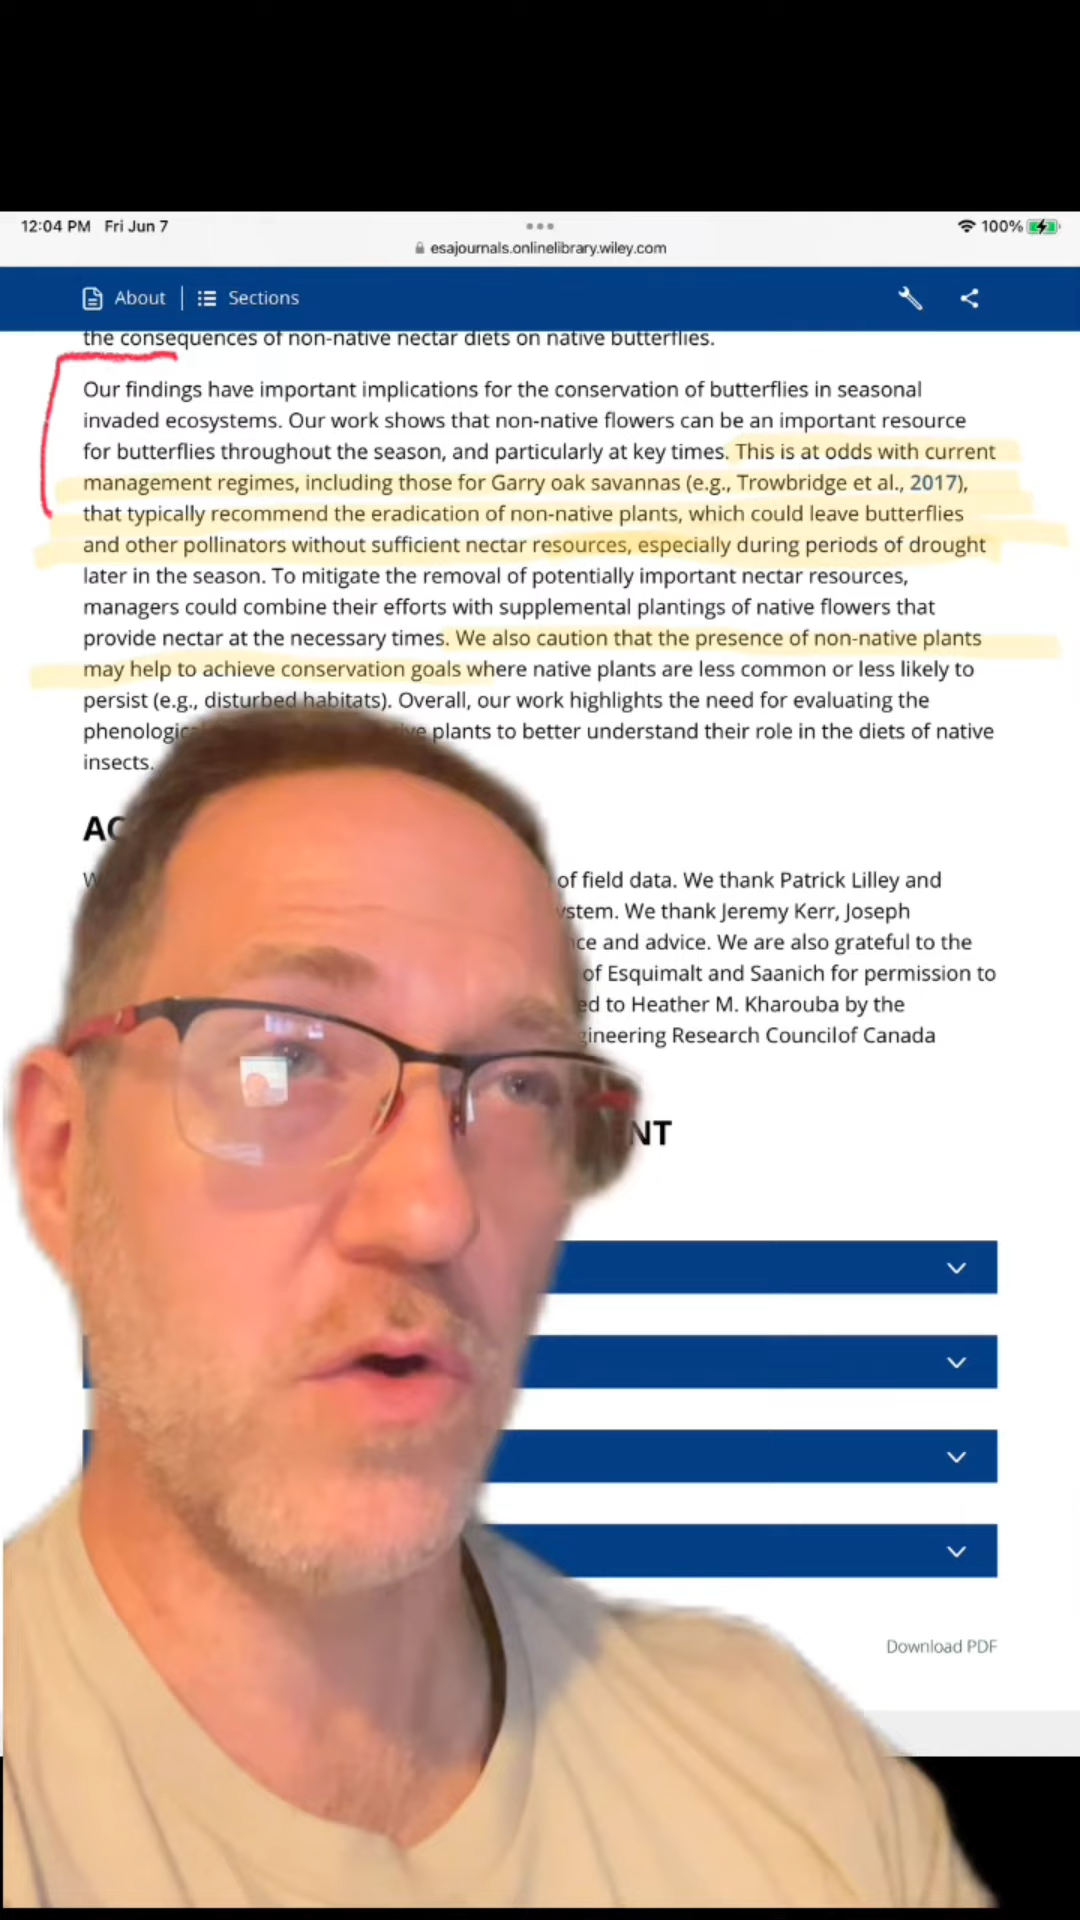 12:04 PM Fri Jun 7
100%
esajournals.onlinelibrary.wiley.com
About
Sections
the consequences of non-native nectar diets on native butterflies.
Our findings have important implications for the conservation of butterflies in seasonal
invaded ecosystems. Our work shows that non-native flowers can be an important resource
for butterflies throughout the season, and particularly at key times. This is at odds with current
management regimes, including those for Garry oak savannas (e.g., Trowbridge et al., 2017),
that typically recommend the eradication of non-native plants, which could leave butterflies
and other pollinators without sufficient nectar resources, especially during periods of drought
later in the season. To mitigate the removal of potentially important nectar resources,
managers could combine their efforts with supplemental plantings of native flowers that
provide nectar at the necessary times. We also caution that the presence of non-native plants
may help to achieve conservation goals where native plants are less common or less likely to
persist (e.g., disturbed habitats). Overall, our work highlights the need for evaluating the
plants to better understand their role in the diets of native
insects.
of field data. We thank Patrick Lilley and
We thank Jeremy Kerr, Joseph
and advice. We are also grateful to the
of Esquimalt and Saanich for permission to
to Heather M. Kharouba by the
Research Councilof Canada
Download PDF